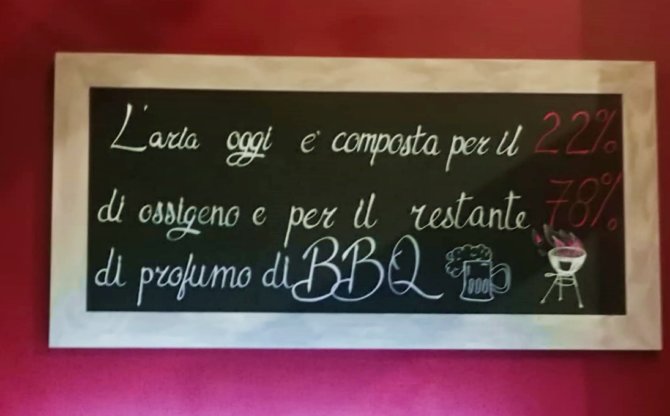 L'aria oggi e' composta per il 22%
di ossigeno e per il restante 78%
di profumo di BBQ